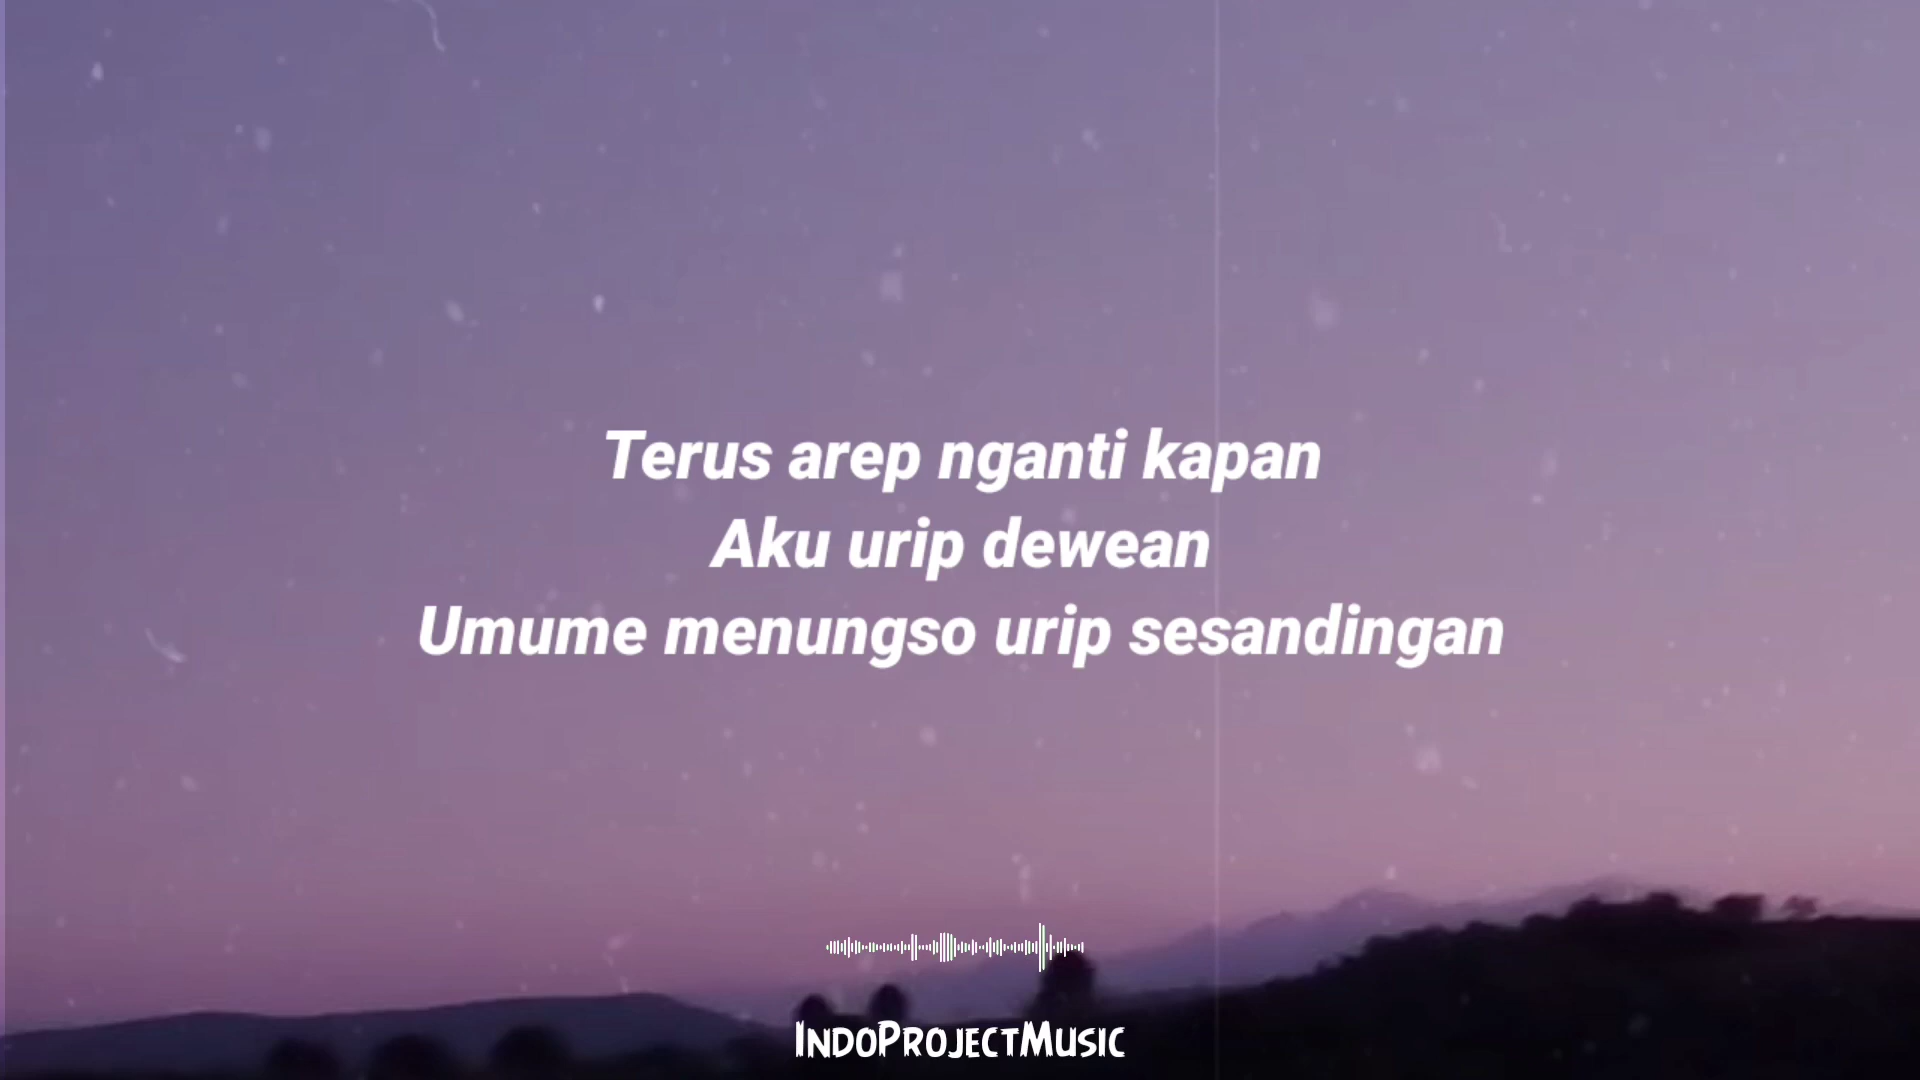 Terus arep nganti kapan
Aku urip dewean
Umume menungso urip sesandingan
IndoProjectMusic